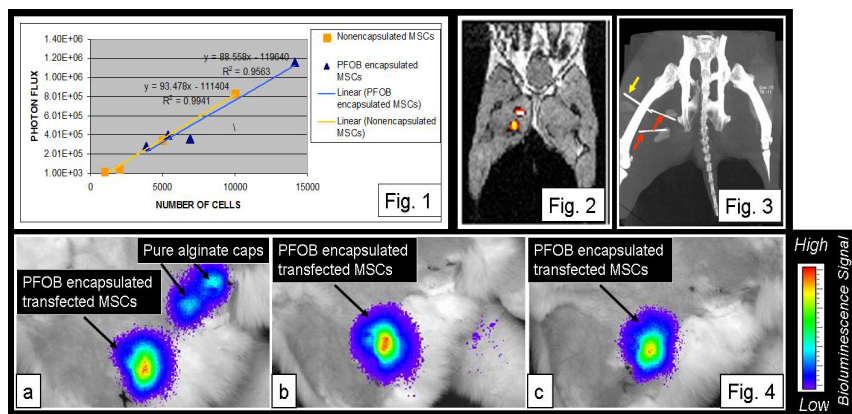 1.40E+06
1.20E+06
1.00E+06
8.01E+05
6.01E+05
4.01E+05
2.01E+05
1.00E+03
PHOTON FLUX
0
5000
10000
15000
NUMBER OF CELLS
y = 88.558x - 119640
R² = 0.9563
y = 93.478x - 111404
R² = 0.9941
\
Nonencapsulated MSCs
PFOB encapsulated
MSCs
Linear (PFOB
encapsulated MSCs)
Linear (Nonencapsulated
MSCs)
Fig. 1
Fig. 2
Fig. 3
Pure alginate caps
PFOB encapsulated
transfected MSCs
a
PFOB encapsulated
transfected MSCs
b
PFOB encapsulated
transfected MSCs
c
Fig. 4
High
Bioluminescence Signal
Low